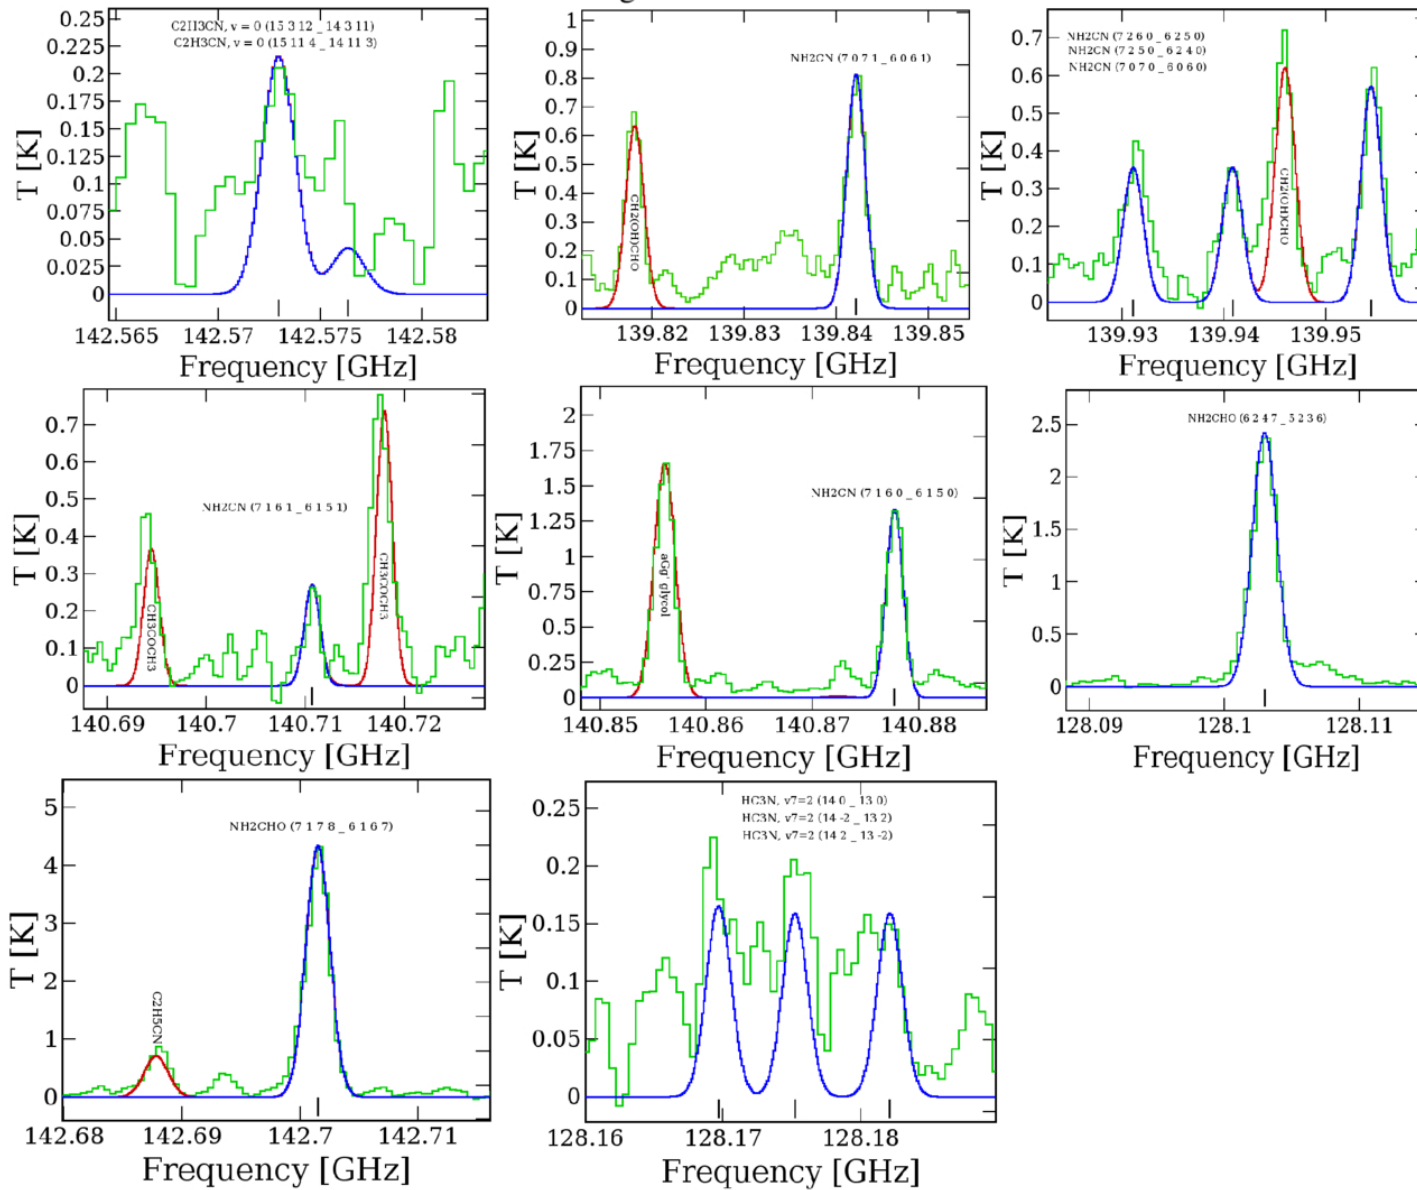 C2H3CN, v = 0 (15 3 12 _ 14 3 11)
C2H3CN, v = 0 (15 11 4 _ 14 11 3)
0.25
0.225
0.2
0.175
0.15
0.125
0.1
0.075
0.05
0.025
0
T [K]
142.565 142.57 142.575 142.58
Frequency [GHz]
NH2CN (7 0 7 1 _ 6 0 6 1)
CH2(OH)CHO
1
0.9
0.8
0.7
0.6
0.5
0.4
0.3
0.2
0.1
0
T [K]
139.82 139.83 139.84 139.85
Frequency [GHz]
NH2CN (7 2 6 0 _ 6 2 5 0)
NH2CN (7 2 5 0 _ 6 2 4 0)
NH2CN (7 0 7 0 _ 6 0 6 0)
CH2(OH)CHO
0.7
0.6
0.5
0.4
0.3
0.2
0.1
0
T [K]
139.93 139.94 139.95
Frequency [GHz]
NH2CN (7 1 6 1 _ 6 1 5 1)
CH3COCH3
CH3COCH3
0.7
0.6
0.5
0.4
0.3
0.2
0.1
0
T [K]
140.69 140.7 140.71 140.72
Frequency [GHz]
NH2CN (7 1 6 0 _ 6 1 5 0)
aGg' glycol
2
1.75
1.5
1.25
1
0.75
0.5
0.25
0
T [K]
140.85 140.86 140.87 140.88
Frequency [GHz]
NH2CHO (6 2 4 7 _ 5 2 3 6)
2.5
2
1.5
1
0.5
0
T [K]
128.09 128.1 128.11
Frequency [GHz]
NH2CHO (7 1 7 8 _ 6 1 6 7)
C2H5CN
5
4
3
2
1
0
T [K]
142.68 142.69 142.7 142.71
Frequency [GHz]
HC3N, v7=2 (14 0 _ 13 0)
HC3N, v7=2 (14 -2 _ 13 2)
HC3N, v7=2 (14 2 _ 13 -2)
0.25
0.2
0.15
0.1
0.05
0
T [K]
128.16 128.17 128.18
Frequency [GHz]